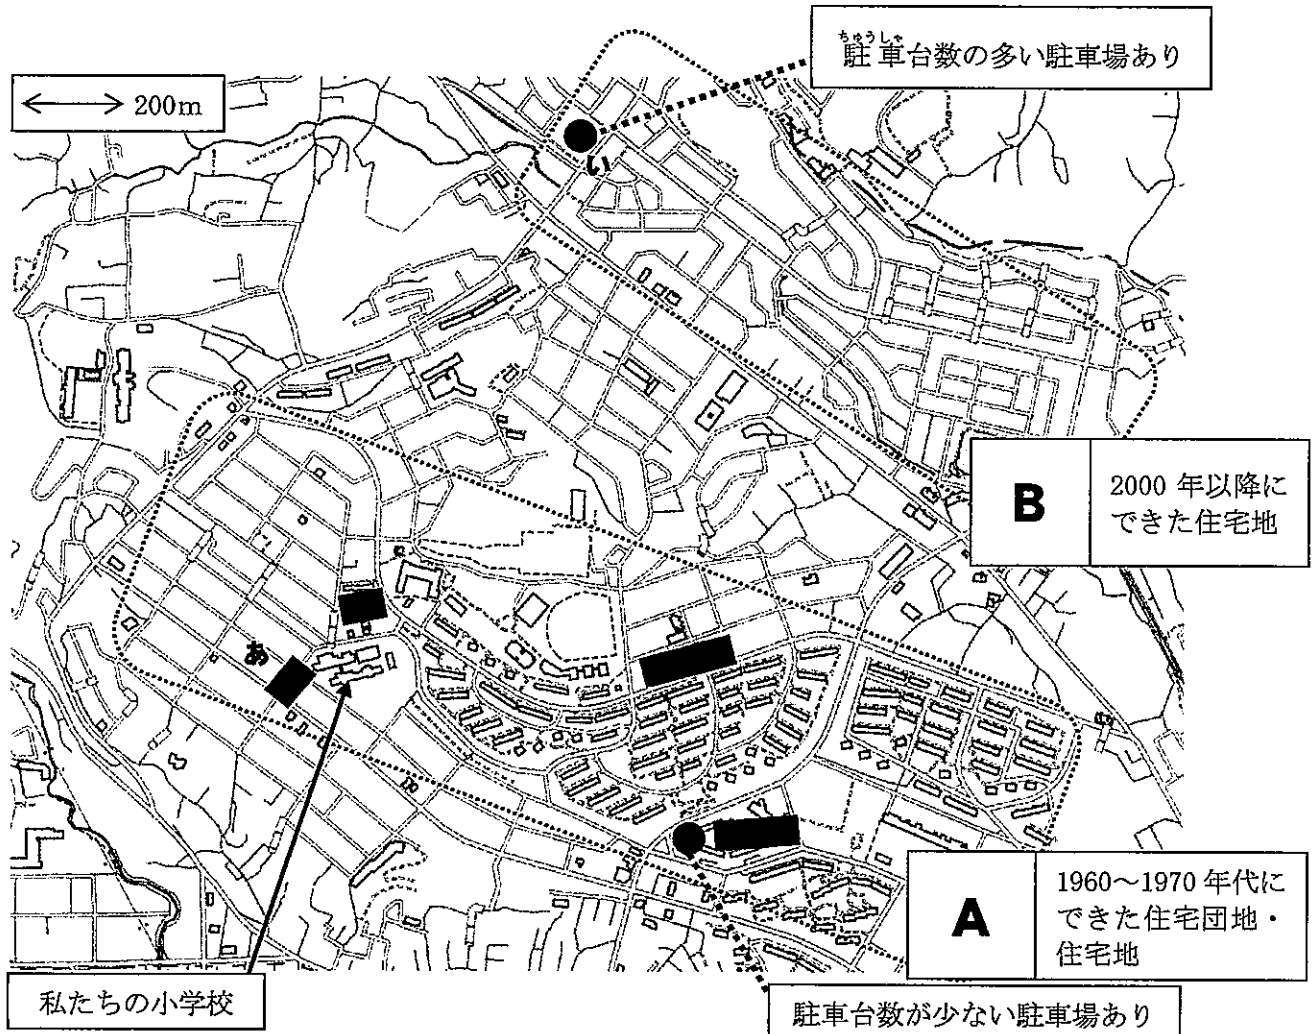 ちゅうしゃ
駐車台数の多い駐車場あり
200m
い
B
2000 年以降に
できた住宅地
あ
A
1960~1970 年代に
できた住宅団地・
住宅地
私たちの小学校
駐車台数が少ない駐車場あり